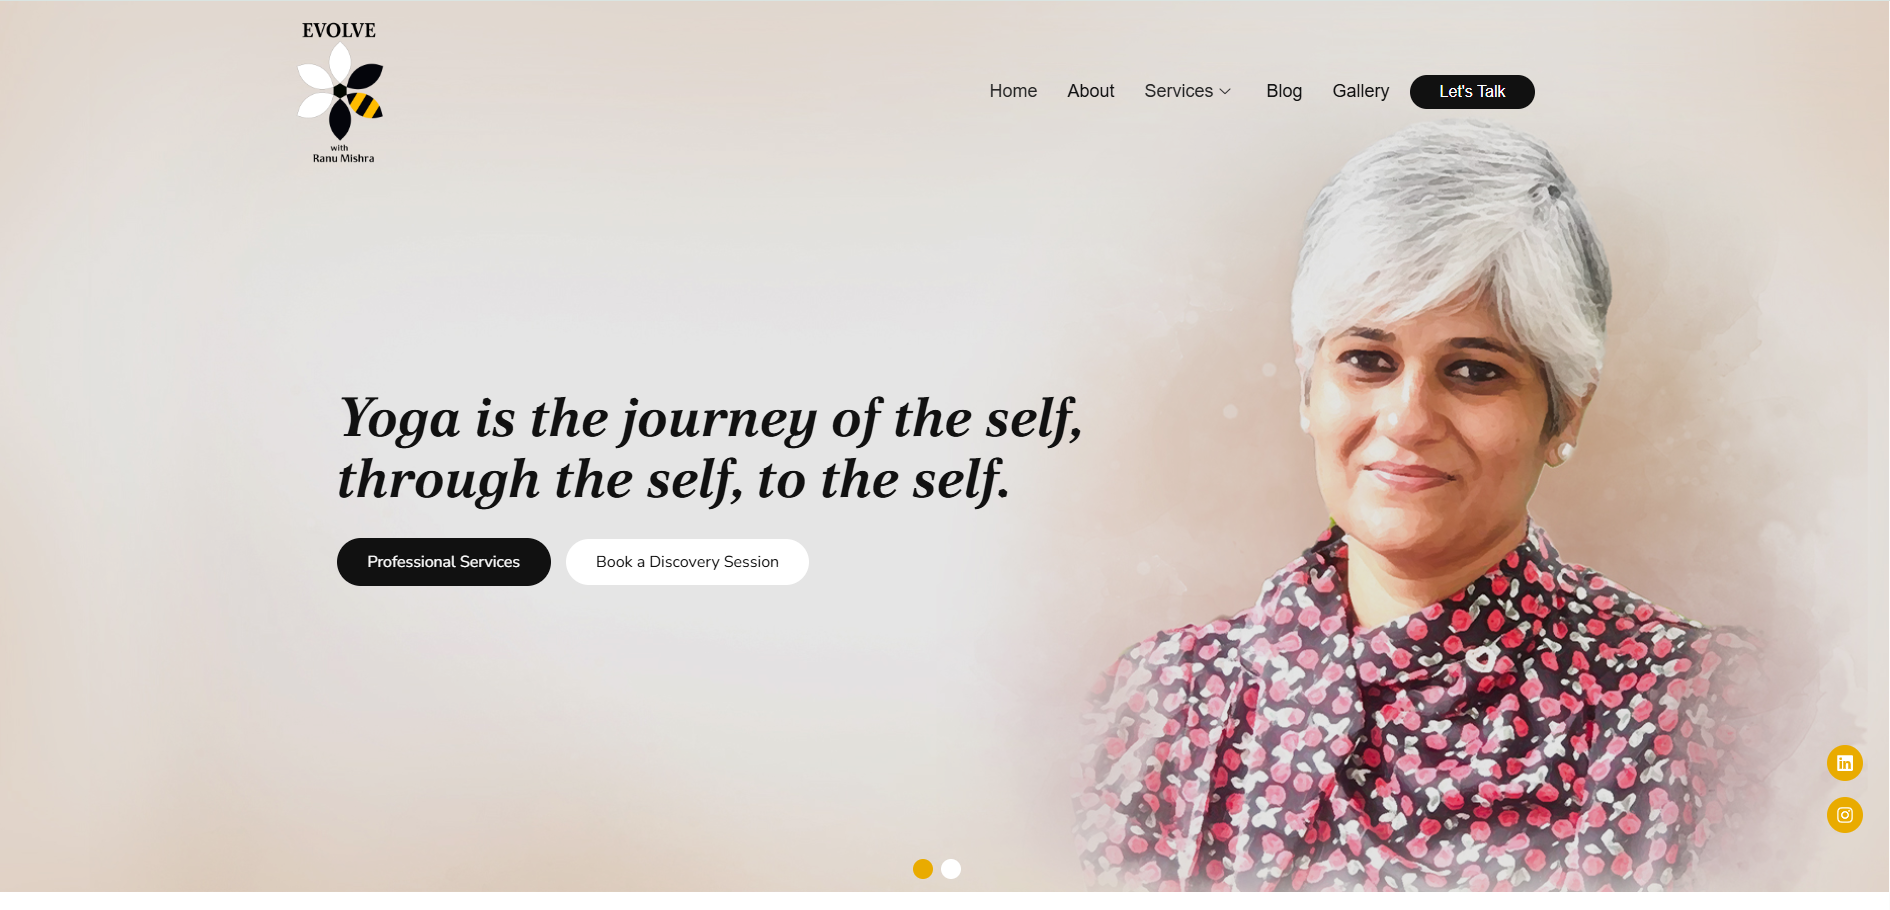 EVOLVE
with
Ranu Mishra
Home About Services Blog Gallery Let's Talk
Yoga is the journey of the self,
through the self, to the self.
Professional Services Book a Discovery Session